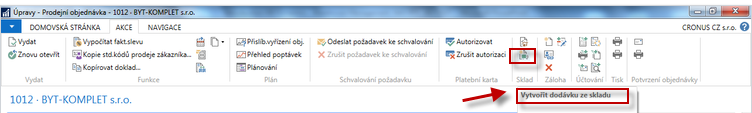 Úpravy - Prodejní objednávka - 1012 · BYT-KOMPLET s.r.o.
DOMOVSKÁ STRÁNKA AKCE NAVIGACE
CRONUS CZ s.r.o.
Vydat
Znovu otevřít
Vydat
Vypočítat fakt.slevu
Kopie std.kódů prodeje zákazníka...
Kopírovat doklad...
Funkce
Příslib.vyřízení obj.
Přehled poptávek
Plánování
Plán
Odeslat požadavek ke schvalování
Zrušit požadavek ke schvalování
Schvalování požadavku
Autorizovat
Zrušit autorizaci
Platební karta
Sklad
Záloha
Účtování
Tisk
Potvrzení objednávky
1012 · BYT-KOMPLET s.r.o.
Vytvořit dodávku ze skladu